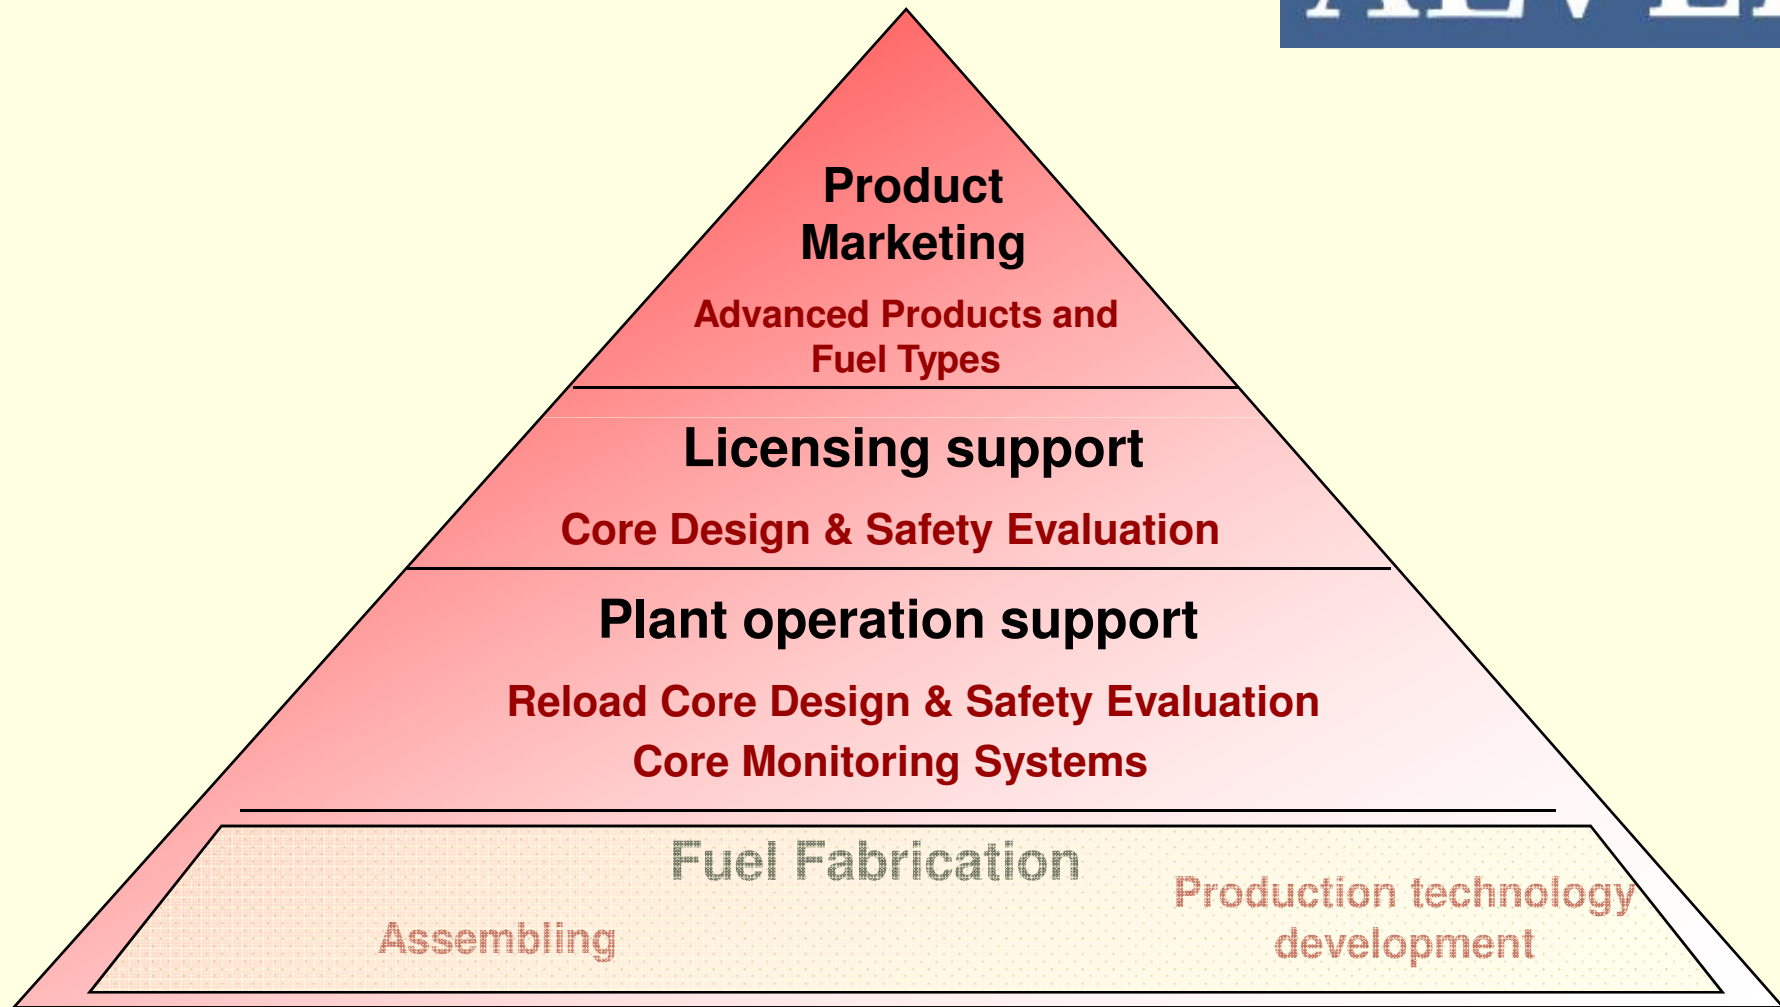 Product
Marketing
Advanced Products and
Fuel Types
Licensing support
Core Design & Safety Evaluation
Plant operation support
Reload Core Design & Safety Evaluation
Core Monitoring Systems
Fuel Fabrication
Production technology
development
Assembling